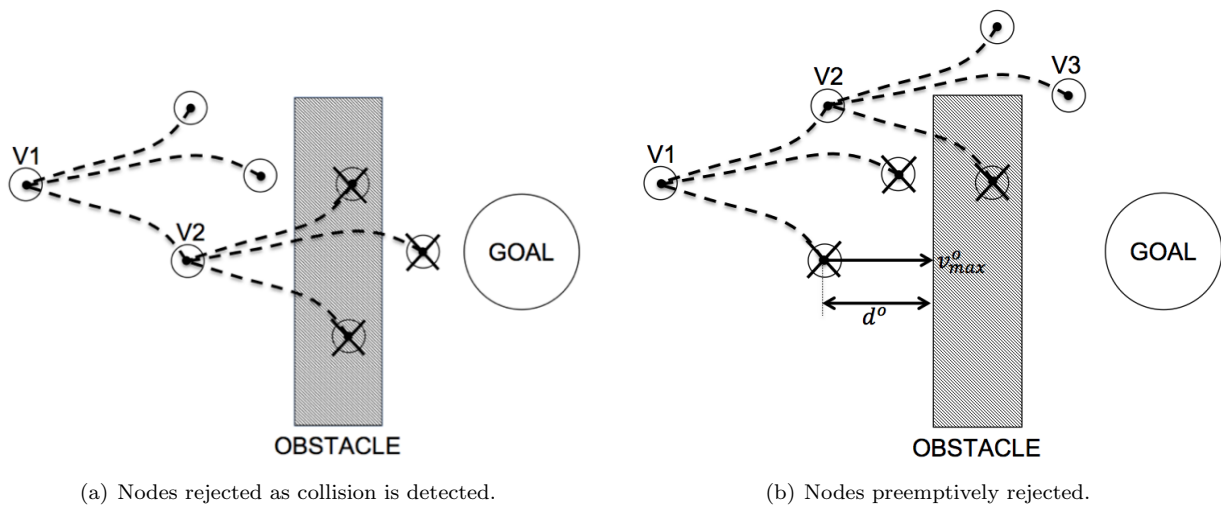 V1
V2
GOAL
OBSTACLE
(a) Nodes rejected as collision is detected.
V1
V2
V3
v^o_max
d^o
GOAL
OBSTACLE
(b) Nodes preemptively rejected.